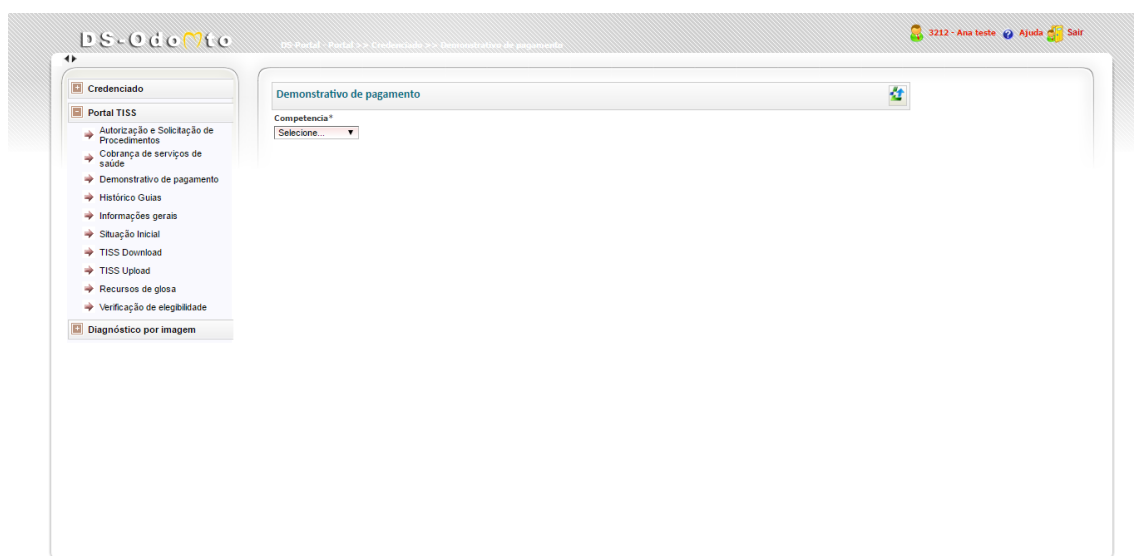 DS-Odonto
DS-Portal - Portal >> Credenciado >> Demonstrativo de pagamento
3212 - Ana teste
Ajuda
Sair
Credenciado
Portal TISS
Autorização e Solicitação de
Procedimentos
Cobrança de serviços de
saúde
Demonstrativo de pagamento
Histórico Guias
Informações gerais
Situação Inicial
TISS Download
TISS Upload
Recursos de glosa
Verificação de elegibilidade
Diagnóstico por imagem
Demonstrativo de pagamento
Competencia*
Selecione...